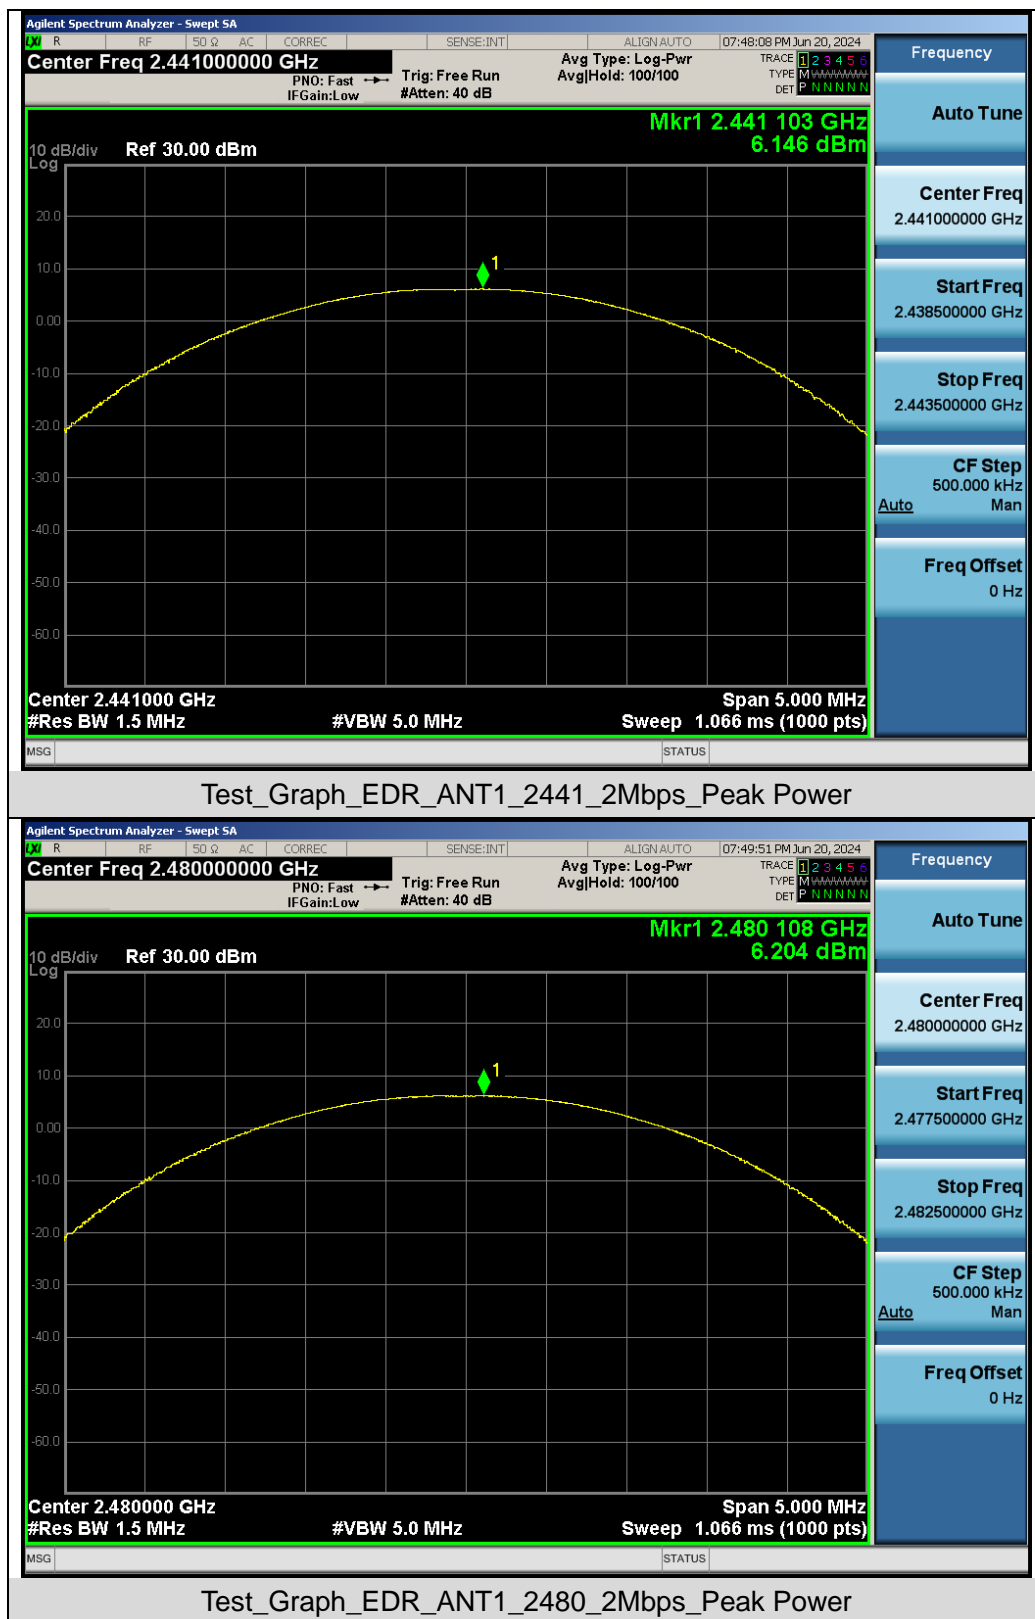 Agilent Spectrum Analyzer - Swept SA
LXI R RF 50 Ω AC CORREC SENSE:INT ALIGN AUTO 07:48:08 PM Jun 20, 2024
Center Freq 2.441000000 GHz
PNO: Fast
IFGain:Low
Trig: Free Run
#Atten: 40 dB
Avg Type: Log-Pwr
Avg|Hold: 100/100
TRACE 1 2 3 4 5 6
TYPE M WWWWW
DET P N N N N N
Mkr1 2.441 103 GHz
6.146 dBm
10 dB/div Ref 30.00 dBm
Log
1
20.0
10.0
0.00
-10.0
-20.0
-30.0
-40.0
-50.0
-60.0
Center 2.441000 GHz Span 5.000 MHz
#Res BW 1.5 MHz #VBW 5.0 MHz Sweep 1.066 ms (1000 pts)
MSG STATUS
Frequency
Auto Tune
Center Freq
2.441000000 GHz
Start Freq
2.438500000 GHz
Stop Freq
2.443500000 GHz
CF Step
500.000 kHz
Auto Man
Freq Offset
0 Hz
Test_Graph_EDR_ANT1_2441_2Mbps_Peak Power
Agilent Spectrum Analyzer - Swept SA
LXI R RF 50 Ω AC CORREC SENSE:INT ALIGN AUTO 07:49:51 PM Jun 20, 2024
Center Freq 2.480000000 GHz
PNO: Fast
IFGain:Low
Trig: Free Run
#Atten: 40 dB
Avg Type: Log-Pwr
Avg|Hold: 100/100
TRACE 1 2 3 4 5 6
TYPE M WWWWW
DET P N N N N N
Mkr1 2.480 108 GHz
6.204 dBm
10 dB/div Ref 30.00 dBm
Log
1
20.0
10.0
0.00
-10.0
-20.0
-30.0
-40.0
-50.0
-60.0
Center 2.480000 GHz Span 5.000 MHz
#Res BW 1.5 MHz #VBW 5.0 MHz Sweep 1.066 ms (1000 pts)
MSG STATUS
Frequency
Auto Tune
Center Freq
2.480000000 GHz
Start Freq
2.477500000 GHz
Stop Freq
2.482500000 GHz
CF Step
500.000 kHz
Auto Man
Freq Offset
0 Hz
Test_Graph_EDR_ANT1_2480_2Mbps_Peak Power